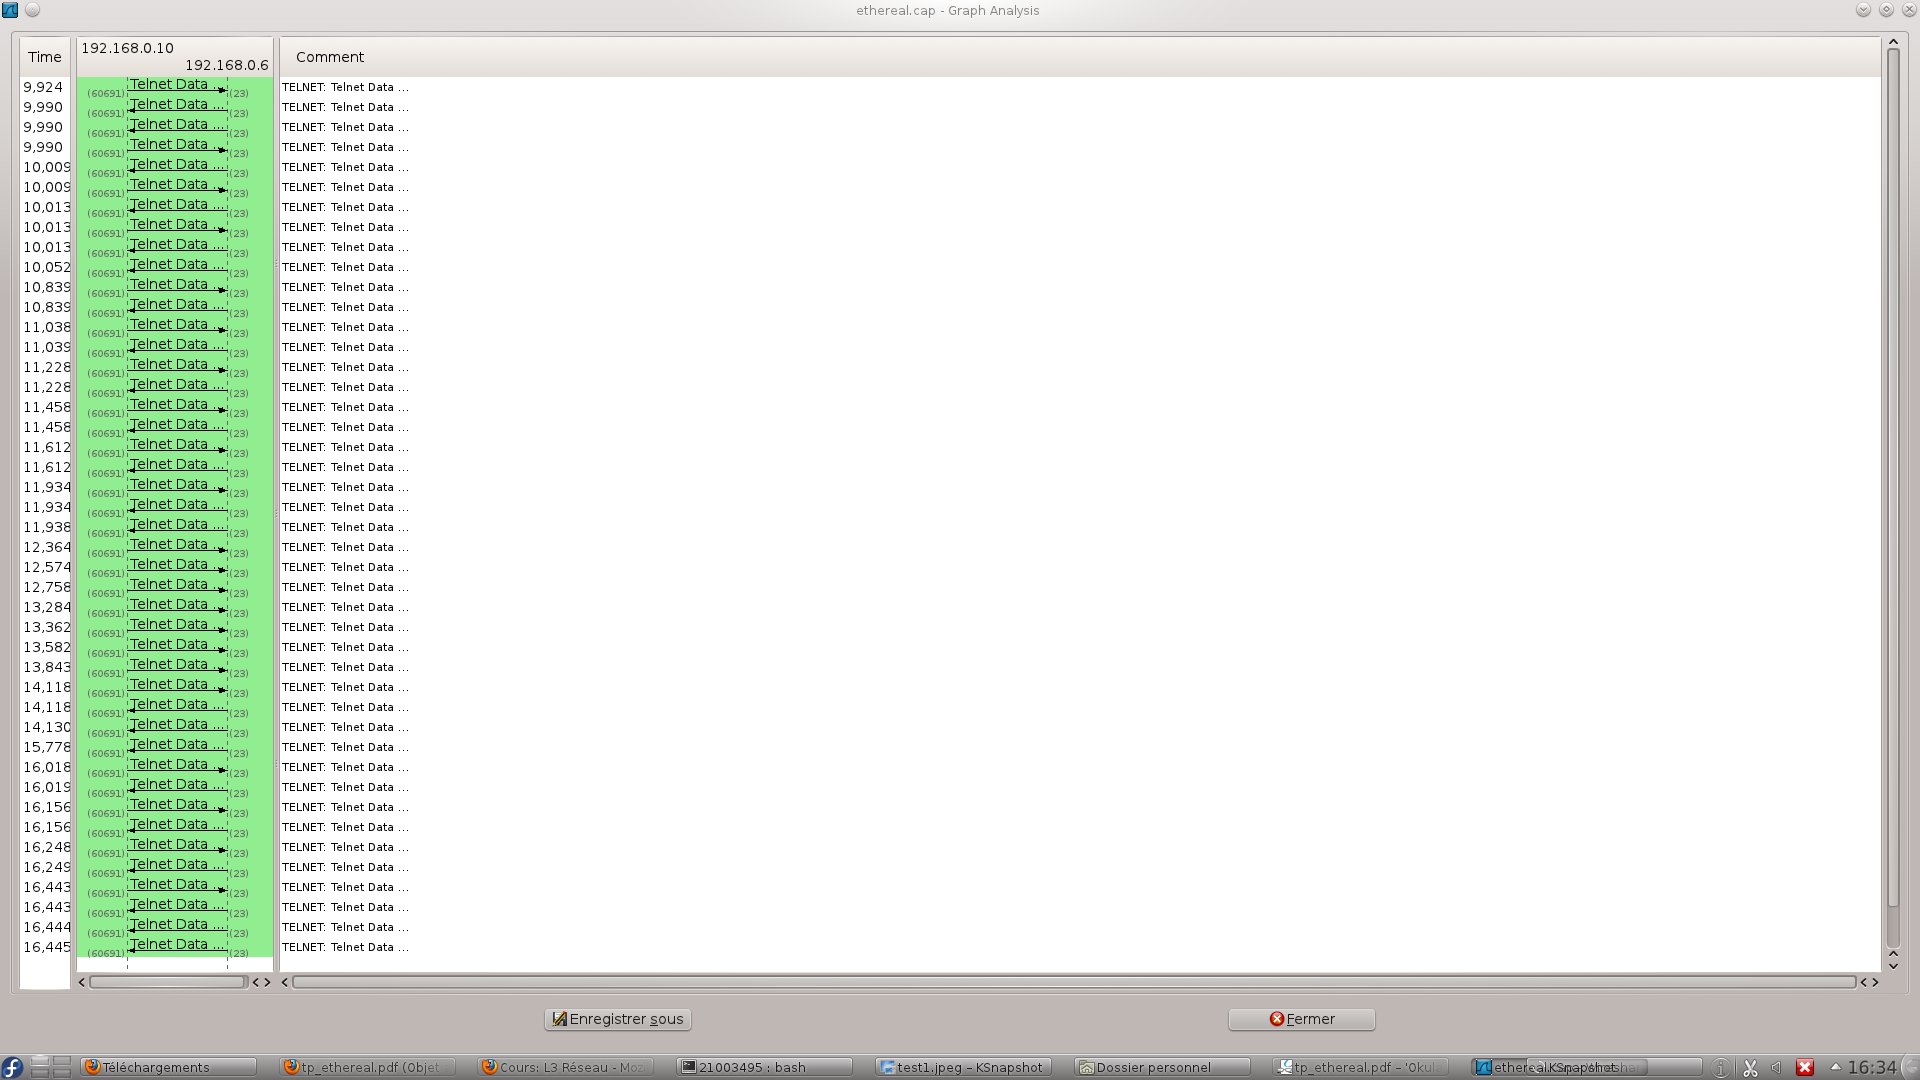 ethereal.cap - Graph Analysis
Time 192.168.0.10 192.168.0.6 Comment
9,924 (60691) Telnet Data ... (23) TELNET: Telnet Data ...
9,990 (60691) Telnet Data ... (23) TELNET: Telnet Data ...
9,990 (60691) Telnet Data ... (23) TELNET: Telnet Data ...
9,990 (60691) Telnet Data ... (23) TELNET: Telnet Data ...
10,009 (60691) Telnet Data ... (23) TELNET: Telnet Data ...
10,009 (60691) Telnet Data ... (23) TELNET: Telnet Data ...
10,013 (60691) Telnet Data ... (23) TELNET: Telnet Data ...
10,013 (60691) Telnet Data ... (23) TELNET: Telnet Data ...
10,013 (60691) Telnet Data ... (23) TELNET: Telnet Data ...
10,052 (60691) Telnet Data ... (23) TELNET: Telnet Data ...
10,839 (60691) Telnet Data ... (23) TELNET: Telnet Data ...
10,839 (60691) Telnet Data ... (23) TELNET: Telnet Data ...
11,038 (60691) Telnet Data ... (23) TELNET: Telnet Data ...
11,039 (60691) Telnet Data ... (23) TELNET: Telnet Data ...
11,228 (60691) Telnet Data ... (23) TELNET: Telnet Data ...
11,228 (60691) Telnet Data ... (23) TELNET: Telnet Data ...
11,458 (60691) Telnet Data ... (23) TELNET: Telnet Data ...
11,458 (60691) Telnet Data ... (23) TELNET: Telnet Data ...
11,612 (60691) Telnet Data ... (23) TELNET: Telnet Data ...
11,612 (60691) Telnet Data ... (23) TELNET: Telnet Data ...
11,934 (60691) Telnet Data ... (23) TELNET: Telnet Data ...
11,934 (60691) Telnet Data ... (23) TELNET: Telnet Data ...
11,938 (60691) Telnet Data ... (23) TELNET: Telnet Data ...
12,364 (60691) Telnet Data ... (23) TELNET: Telnet Data ...
12,574 (60691) Telnet Data ... (23) TELNET: Telnet Data ...
12,758 (60691) Telnet Data ... (23) TELNET: Telnet Data ...
13,284 (60691) Telnet Data ... (23) TELNET: Telnet Data ...
13,362 (60691) Telnet Data ... (23) TELNET: Telnet Data ...
13,582 (60691) Telnet Data ... (23) TELNET: Telnet Data ...
13,843 (60691) Telnet Data ... (23) TELNET: Telnet Data ...
14,118 (60691) Telnet Data ... (23) TELNET: Telnet Data ...
14,118 (60691) Telnet Data ... (23) TELNET: Telnet Data ...
14,130 (60691) Telnet Data ... (23) TELNET: Telnet Data ...
15,778 (60691) Telnet Data ... (23) TELNET: Telnet Data ...
16,018 (60691) Telnet Data ... (23) TELNET: Telnet Data ...
16,019 (60691) Telnet Data ... (23) TELNET: Telnet Data ...
16,156 (60691) Telnet Data ... (23) TELNET: Telnet Data ...
16,156 (60691) Telnet Data ... (23) TELNET: Telnet Data ...
16,248 (60691) Telnet Data ... (23) TELNET: Telnet Data ...
16,249 (60691) Telnet Data ... (23) TELNET: Telnet Data ...
16,443 (60691) Telnet Data ... (23) TELNET: Telnet Data ...
16,443 (60691) Telnet Data ... (23) TELNET: Telnet Data ...
16,444 (60691) Telnet Data ... (23) TELNET: Telnet Data ...
16,445 (60691) Telnet Data ... (23) TELNET: Telnet Data ...
Enregistrer sous Fermer
Téléchargements tp_ethereal.pdf (Objet Cours: L3 Réseau - Mozi 21003495 : bash test1.jpeg – KSnapshot Dossier personnel tp_ethereal.pdf – 'Okula KSnapshot 16:34